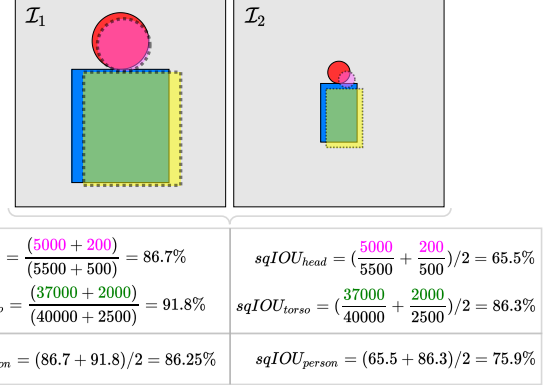 𝓘₁ 𝓘₂
= (5000 + 200) / (5500 + 500) = 86.7%
sqIOU_head = (5000/5500 + 200/500)/2 = 65.5%
o = (37000 + 2000) / (40000 + 2500) = 91.8%
sqIOU_torso = (37000/40000 + 2000/2500)/2 = 86.3%
on = (86.7 + 91.8)/2 = 86.25%
sqIOU_person = (65.5 + 86.3)/2 = 75.9%